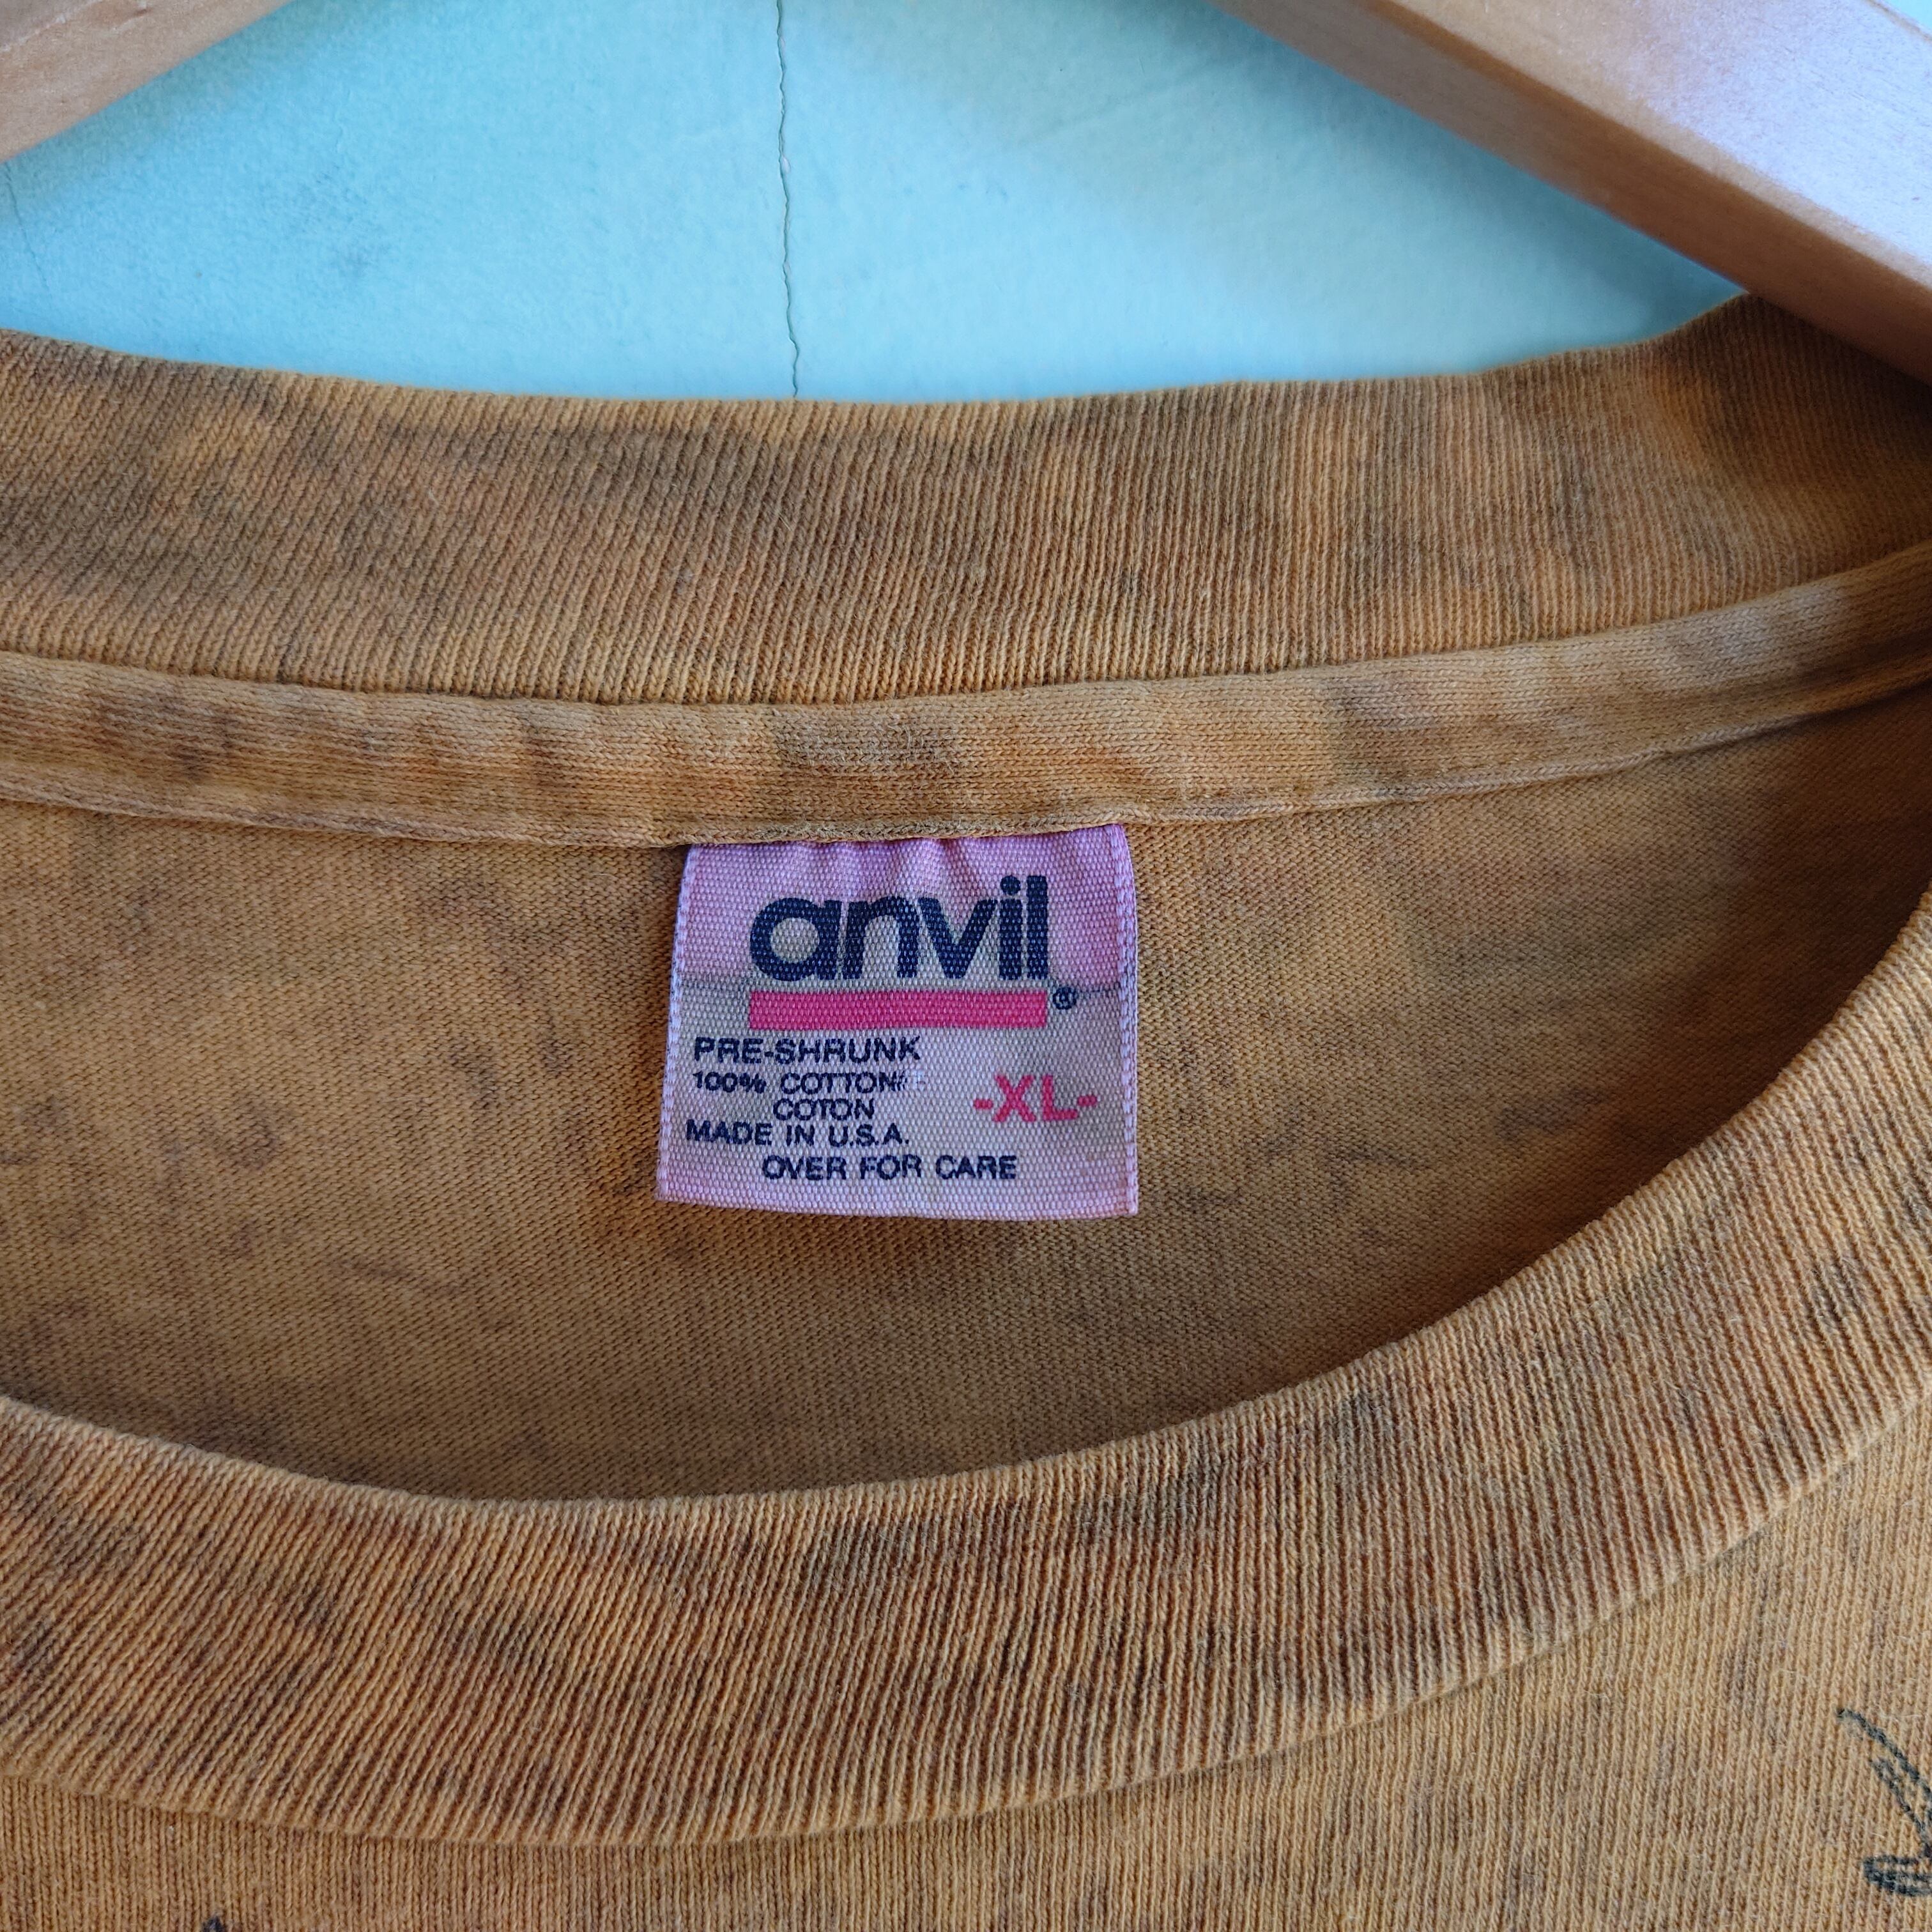 anvil®
PRE-SHRUNK
100% COTTON
COTON
-XL-
MADE IN U.S.A.
OVER FOR CARE